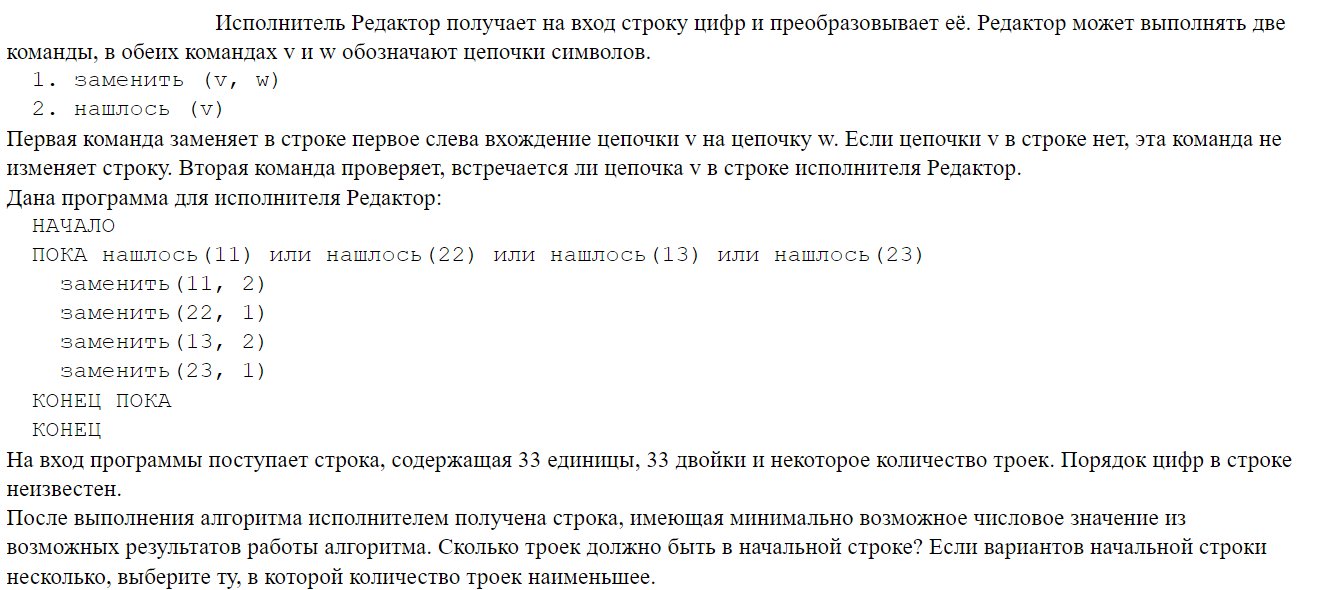 Исполнитель Редактор получает на вход строку цифр и преобразовывает её. Редактор может выполнять две
команды, в обеих командах v и w обозначают цепочки символов.
1. заменить (v, w)
2. нашлось (v)
Первая команда заменяет в строке первое слева вхождение цепочки v на цепочку w. Если цепочки v в строке нет, эта команда не
изменяет строку. Вторая команда проверяет, встречается ли цепочка v в строке исполнителя Редактор.
Дана программа для исполнителя Редактор:
НАЧАЛО
ПОКА нашлось(11) или нашлось(22) или нашлось(13) или нашлось(23)
заменить(11, 2)
заменить(22, 1)
заменить(13, 2)
заменить(23, 1)
КОНЕЦ ПОКА
КОНЕЦ
На вход программы поступает строка, содержащая 33 единицы, 33 двойки и некоторое количество троек. Порядок цифр в строке
неизвестен.
После выполнения алгоритма исполнителем получена строка, имеющая минимально возможное числовое значение из
возможных результатов работы алгоритма. Сколько троек должно быть в начальной строке? Если вариантов начальной строки
несколько, выберите ту, в которой количество троек наименьшее.